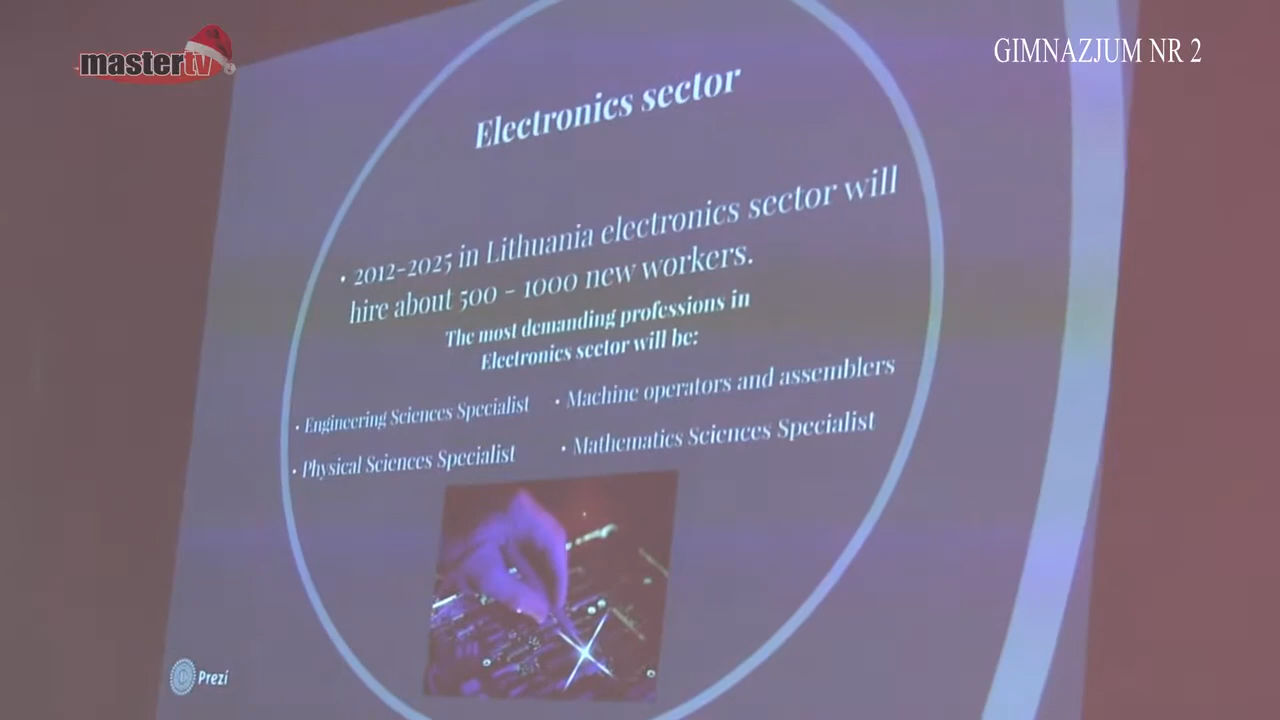 mastertv
GIMNAZJUM NR 2
Electronics sector
• 2012-2025 in Lithuania electronics sector will
hire about 500 - 1000 new workers.
The most demanding professions in
Electronics sector will be:
• Engineering Sciences Specialist
• Machine operators and assemblers
• Physical Sciences Specialist
• Mathematics Sciences Specialist
Prezi